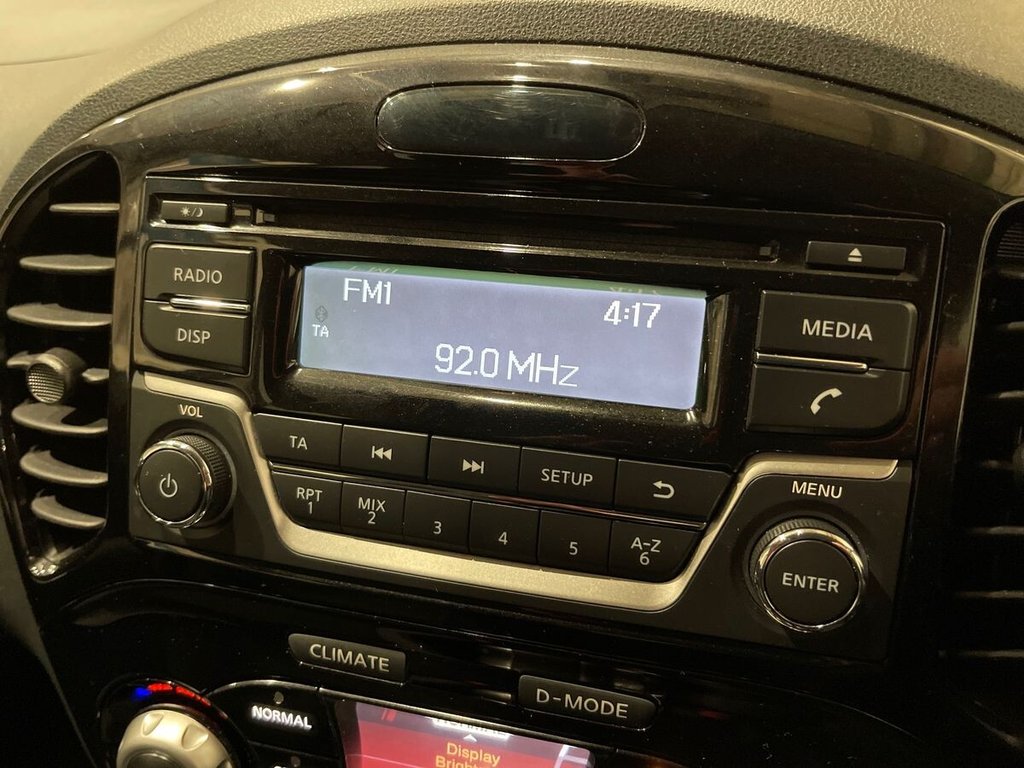 RADIO
DISP
FM1
4:17
TA
92.0 MHz
MEDIA
VOL
TA
SETUP
RPT
1
MIX
2
3
4
5
A-Z
6
MENU
ENTER
CLIMATE
D-MODE
NORMAL
Display